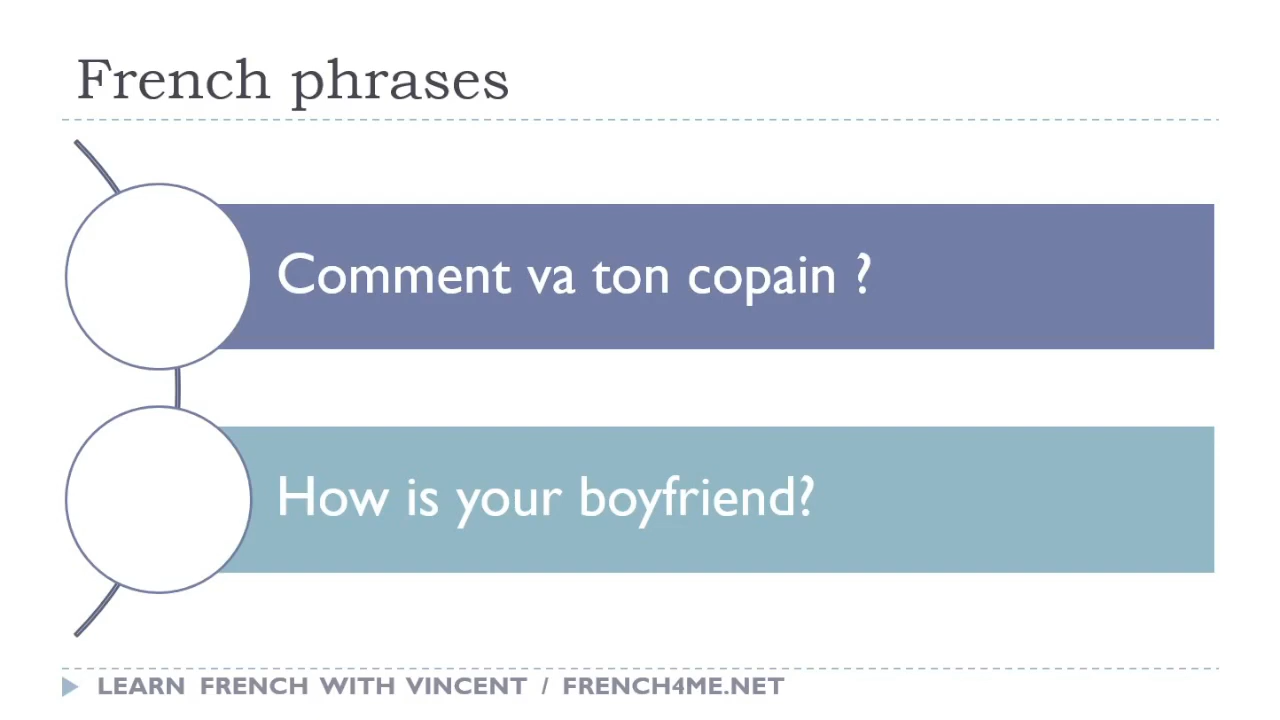 French phrases
Comment va ton copain ?
How is your boyfriend?
LEARN FRENCH WITH VINCENT / FRENCH4ME.NET